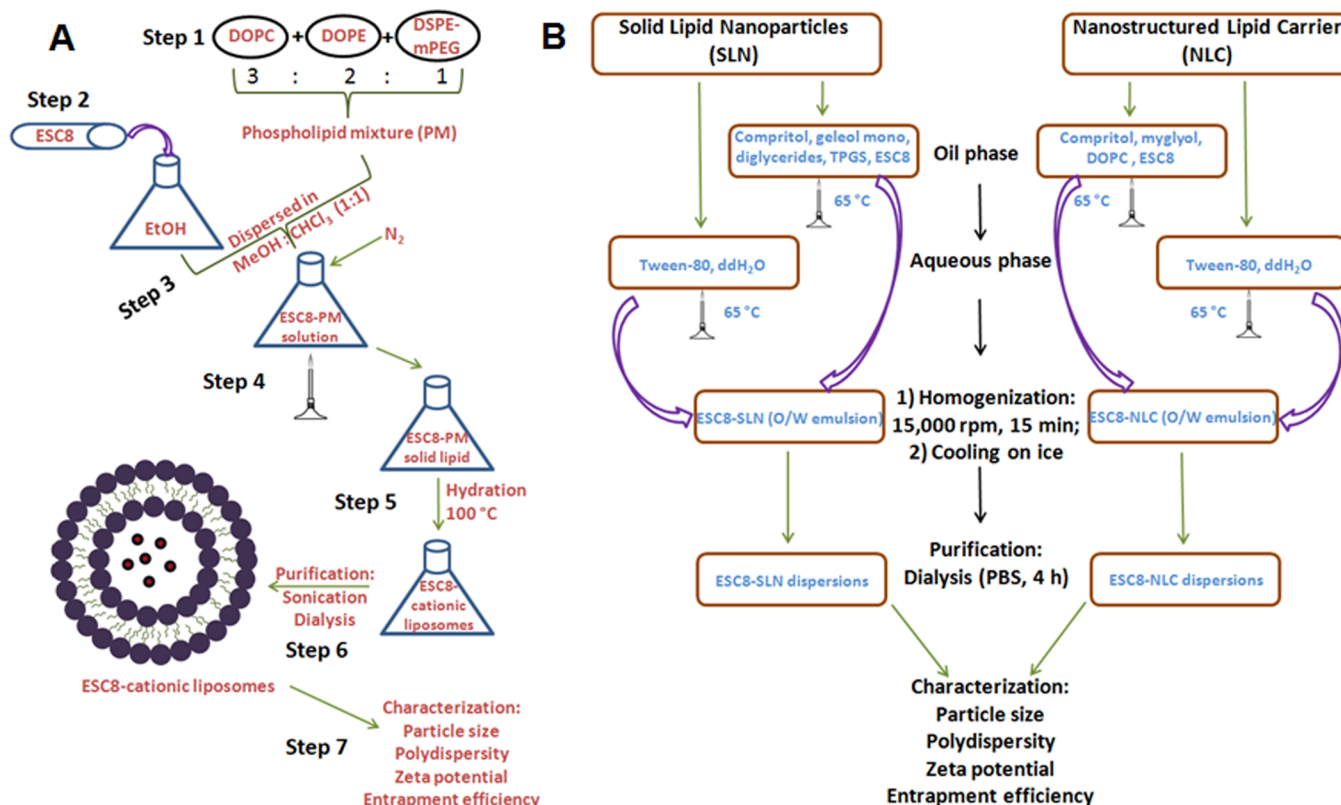 A
Step 1
DOPC + DOPE + DSPE-
mPEG
3 : 2 : 1
Step 2
ESC8
Phospholipid mixture (PM)
EtOH
Dispersed in
MeOH : CHCl₃ (1:1)
N₂
Step 3
ESC8-PM
solution
Step 4
ESC8-PM
solid lipid
Step 5
Hydration
100 °C
Purification:
Sonication
Dialysis
ESC8-
cationic
liposomes
Step 6
ESC8-cationic liposomes
Step 7
Characterization:
Particle size
Polydispersity
Zeta potential
Entrapment efficiency
B
Solid Lipid Nanoparticles
(SLN)
Nanostructured Lipid Carrier
(NLC)
Compritol, geleol mono,
diglycerides, TPGS, ESC8
Oil phase
Compritol, myglyol,
DOPC , ESC8
65 °C
65 °C
Tween-80, ddH₂O
Aqueous phase
Tween-80, ddH₂O
65 °C
65 °C
ESC8-SLN (O/W emulsion)
1) Homogenization:
15,000 rpm, 15 min;
2) Cooling on ice
ESC8-NLC (O/W emulsion)
ESC8-SLN dispersions
Purification:
Dialysis (PBS, 4 h)
ESC8-NLC dispersions
Characterization:
Particle size
Polydispersity
Zeta potential
Entrapment efficiency